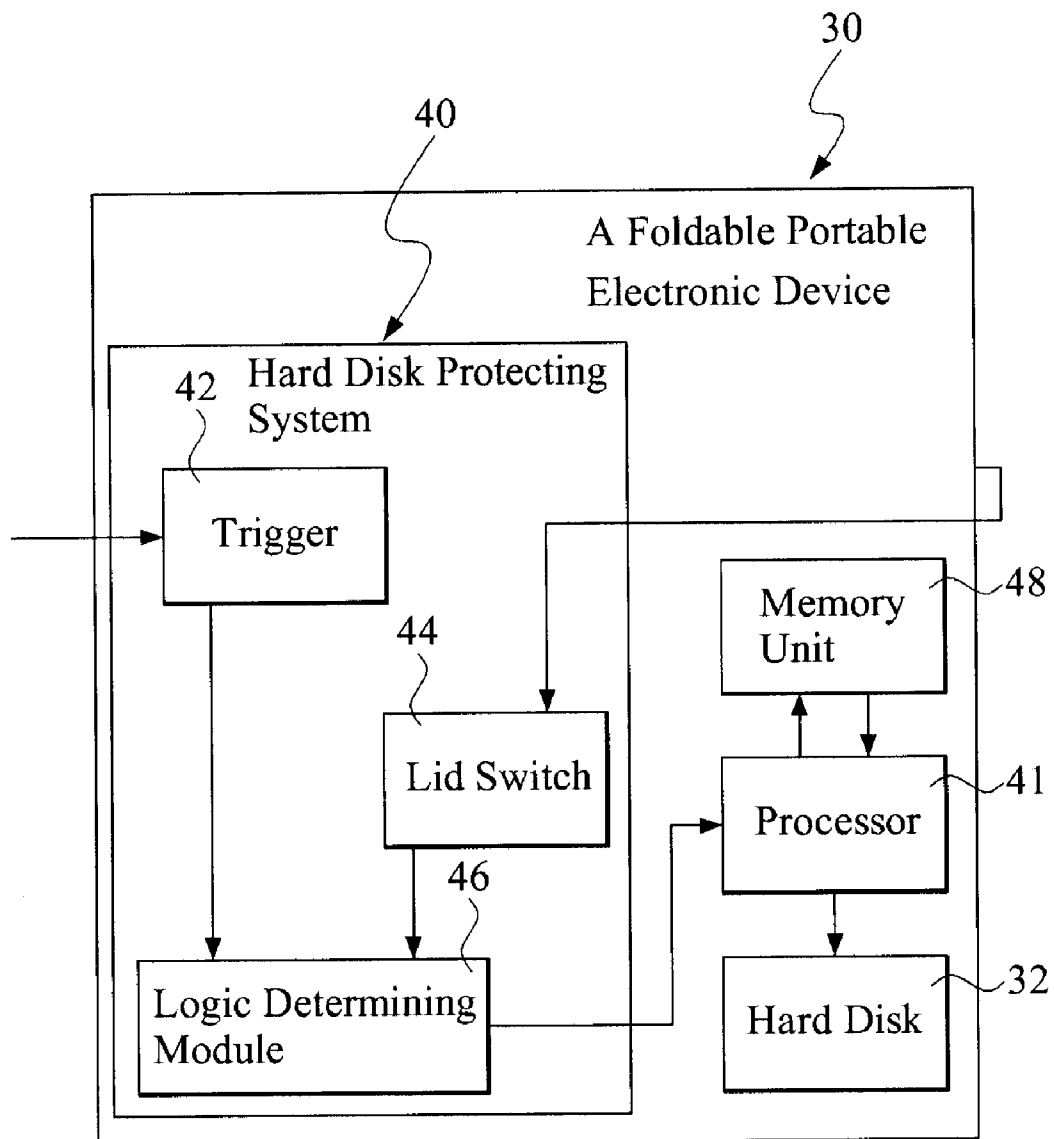 30
40
A Foldable Portable
Electronic Device
Hard Disk Protecting
System
42
Trigger
48
Memory
Unit
44
Lid Switch
41
Processor
46
Logic Determining
Module
32
Hard Disk